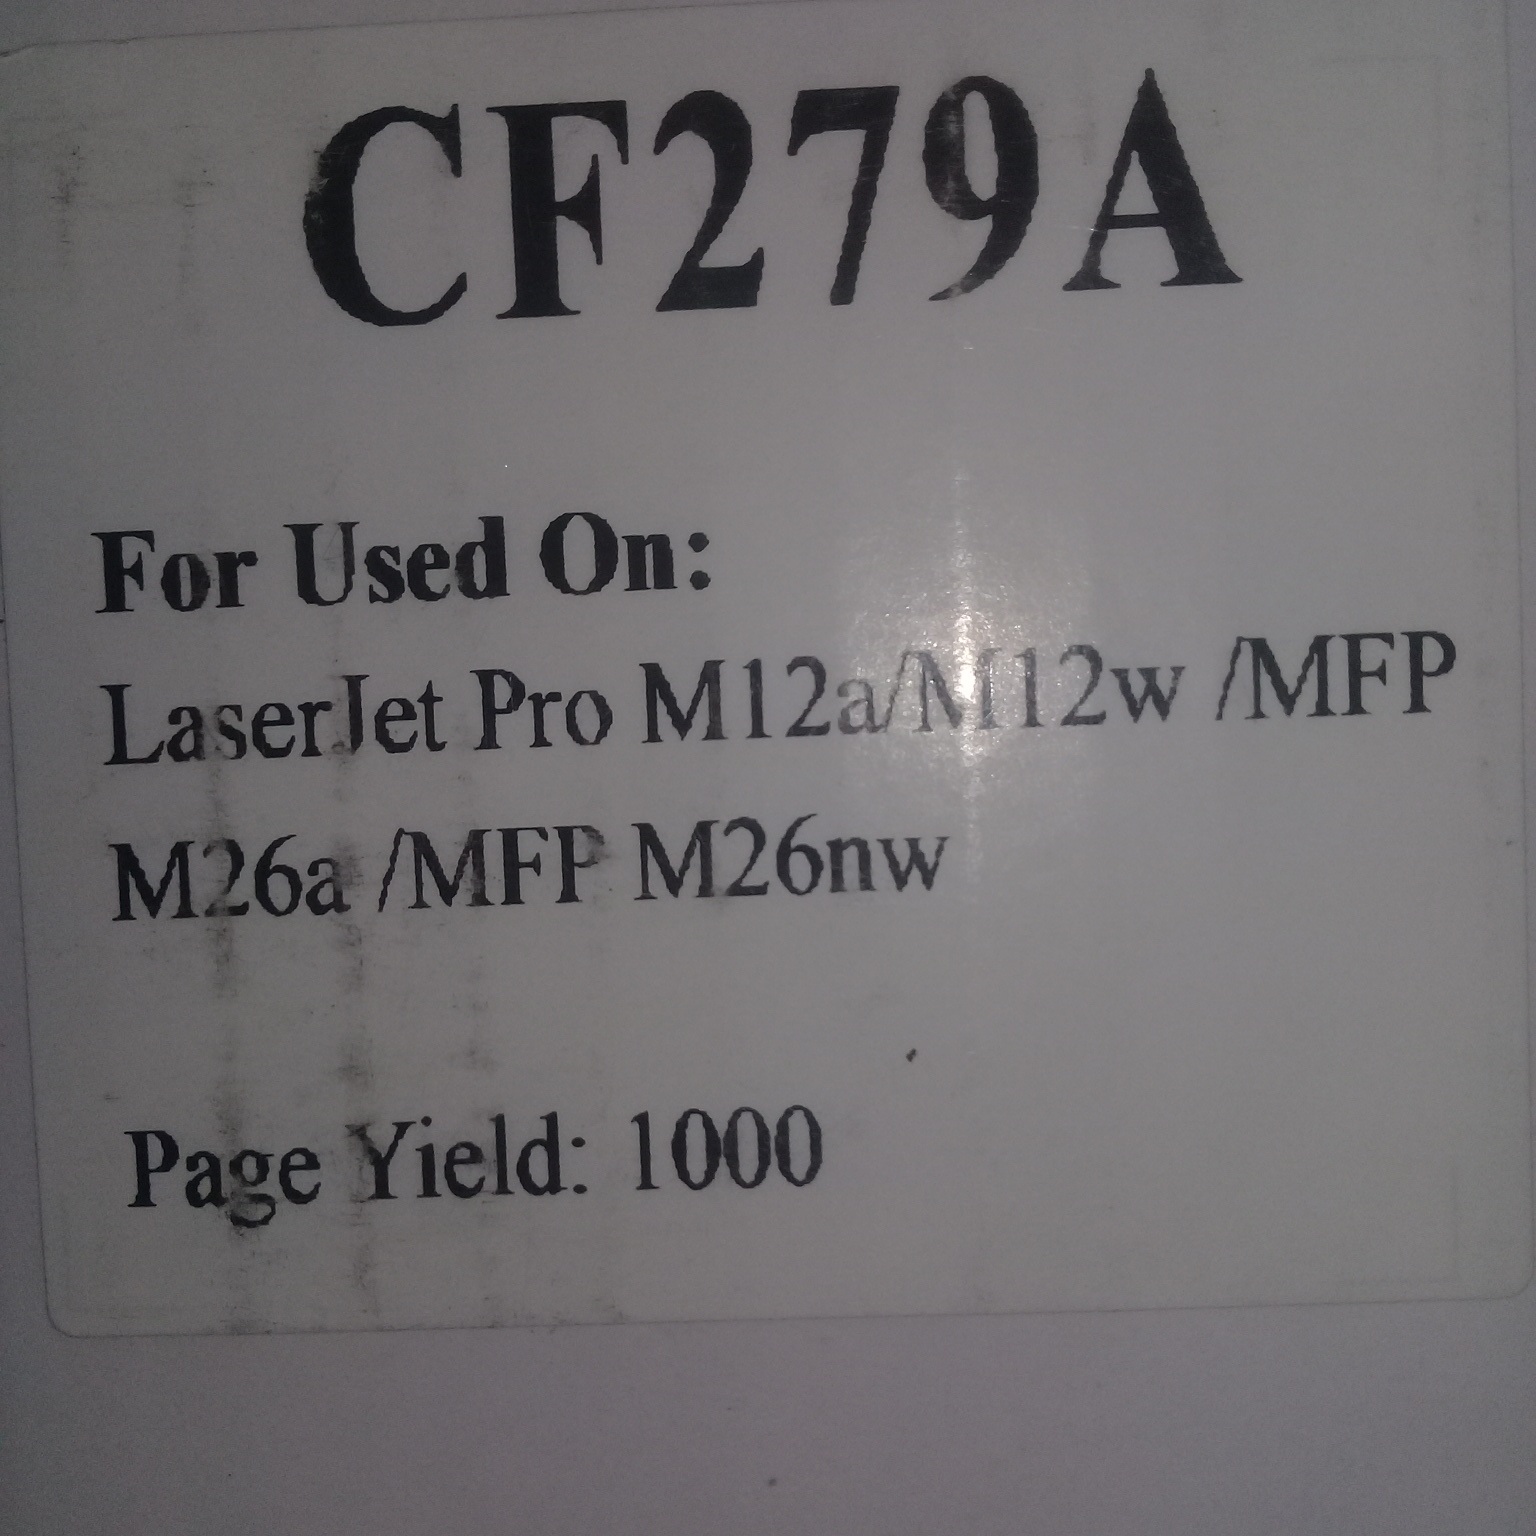 CF279A
For Used On:
LaserJet Pro M12a/M12w /MFP
M26a /MFP M26nw
Page Yield: 1000